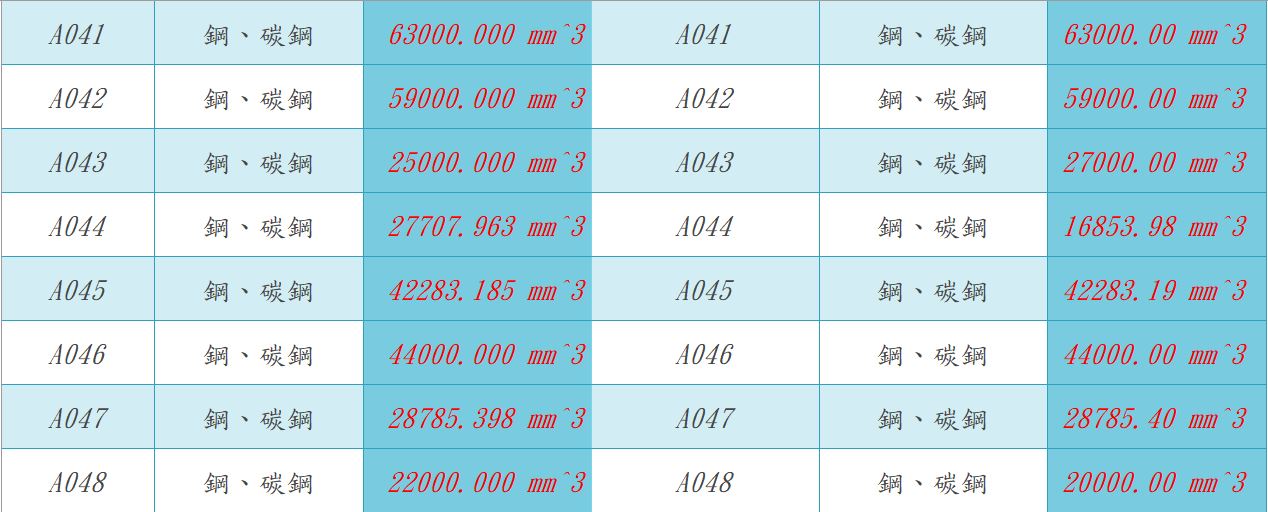 A041 鋼、碳鋼 63000.000 mm^3 A041 鋼、碳鋼 63000.00 mm^3
A042 鋼、碳鋼 59000.000 mm^3 A042 鋼、碳鋼 59000.00 mm^3
A043 鋼、碳鋼 25000.000 mm^3 A043 鋼、碳鋼 27000.00 mm^3
A044 鋼、碳鋼 27707.963 mm^3 A044 鋼、碳鋼 16853.98 mm^3
A045 鋼、碳鋼 42283.185 mm^3 A045 鋼、碳鋼 42283.19 mm^3
A046 鋼、碳鋼 44000.000 mm^3 A046 鋼、碳鋼 44000.00 mm^3
A047 鋼、碳鋼 28785.398 mm^3 A047 鋼、碳鋼 28785.40 mm^3
A048 鋼、碳鋼 22000.000 mm^3 A048 鋼、碳鋼 20000.00 mm^3